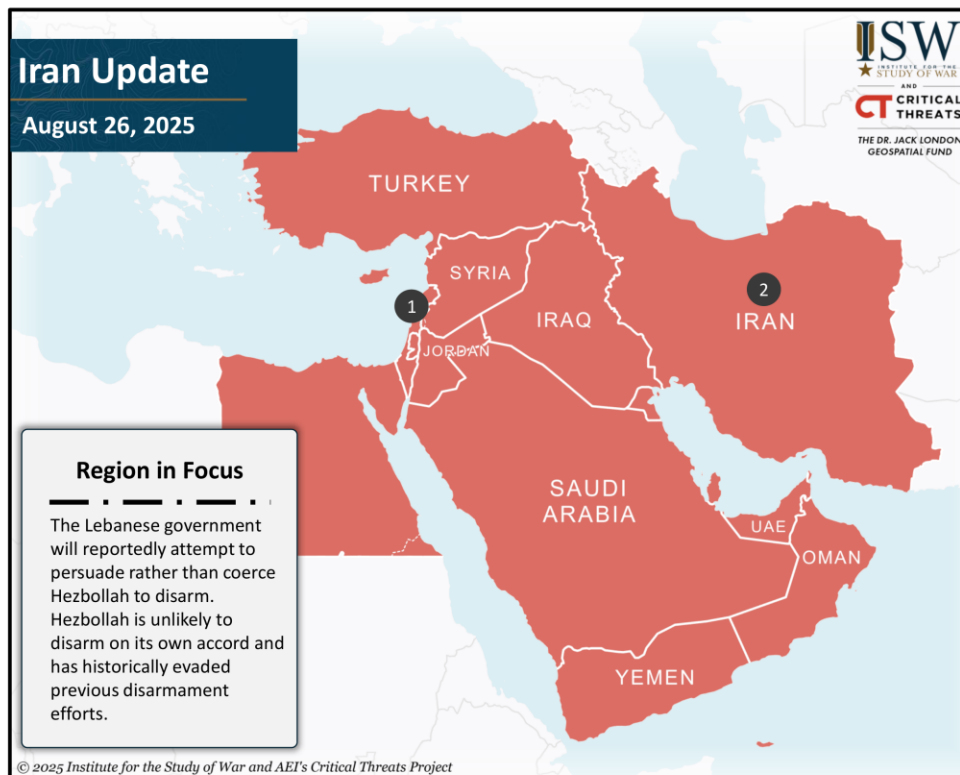 Iran Update
August 26, 2025
ISW
INSTITUTE FOR THE
STUDY OF WAR
AND
CT CRITICAL
THREATS
THE DR. JACK LONDON
GEOSPATIAL FUND
TURKEY
SYRIA
1
2
IRAQ
IRAN
JORDAN
Region in Focus
The Lebanese government
will reportedly attempt to
persuade rather than coerce
Hezbollah to disarm.
Hezbollah is unlikely to
disarm on its own accord and
has historically evaded
previous disarmament
efforts.
SAUDI
ARABIA
UAE
OMAN
YEMEN
© 2025 Institute for the Study of War and AEI's Critical Threats Project